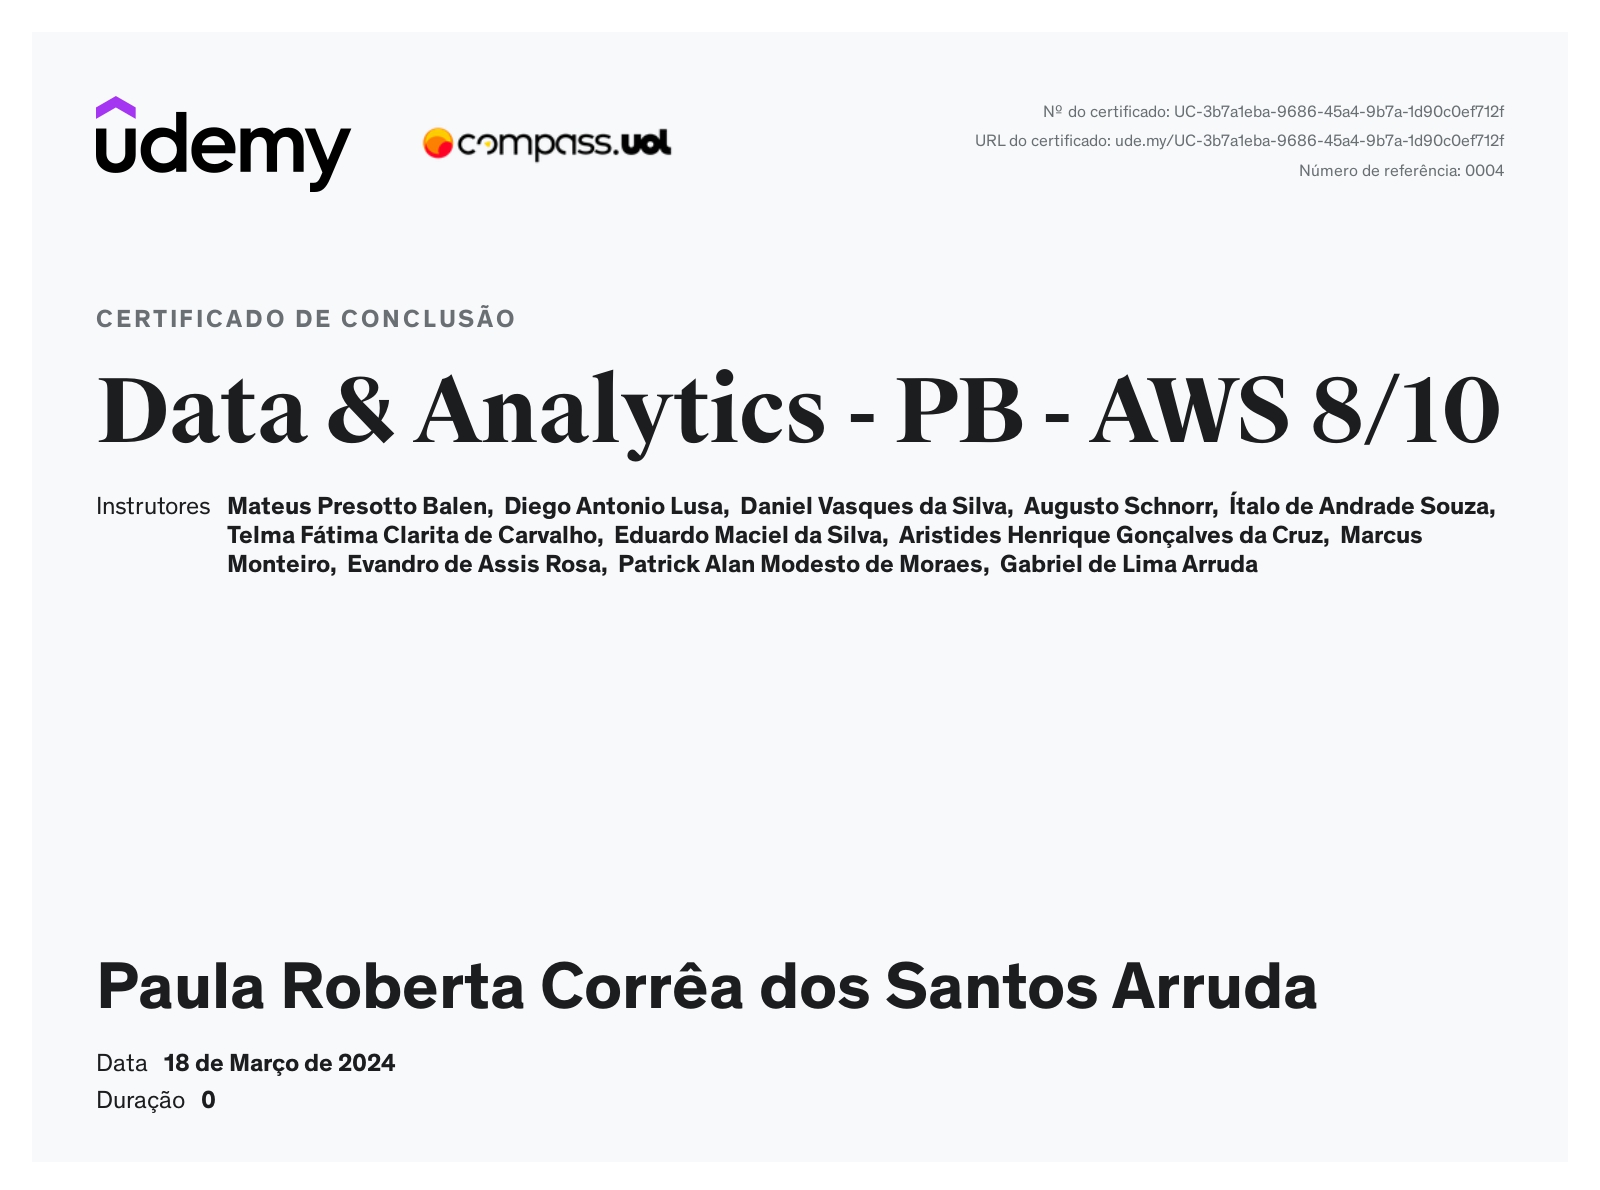 udemy
compass.uol
Nº do certificado: UC-3b7a1eba-9686-45a4-9b7a-1d90c0ef712f
URL do certificado: ude.my/UC-3b7a1eba-9686-45a4-9b7a-1d90c0ef712f
Número de referência: 0004
CERTIFICADO DE CONCLUSÃO
Data & Analytics - PB - AWS 8/10
Instrutores Mateus Presotto Balen, Diego Antonio Lusa, Daniel Vasques da Silva, Augusto Schnorr, Ítalo de Andrade Souza,
Telma Fátima Clarita de Carvalho, Eduardo Maciel da Silva, Aristides Henrique Gonçalves da Cruz, Marcus
Monteiro, Evandro de Assis Rosa, Patrick Alan Modesto de Moraes, Gabriel de Lima Arruda
Paula Roberta Corrêa dos Santos Arruda
Data 18 de Março de 2024
Duração 0